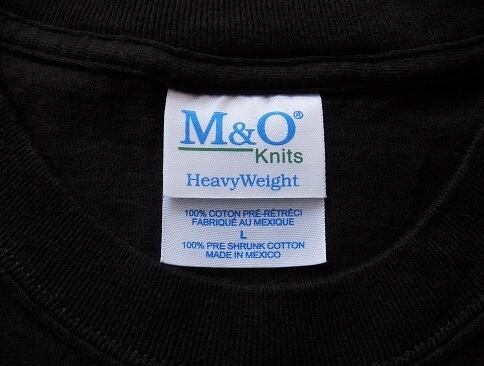 M&O®
Knits
HeavyWeight
100% COTON PRÉ-RÉTRÉCI
FABRIQUÉ AU MEXIQUE
L
100% PRE SHRUNK COTTON
MADE IN MEXICO